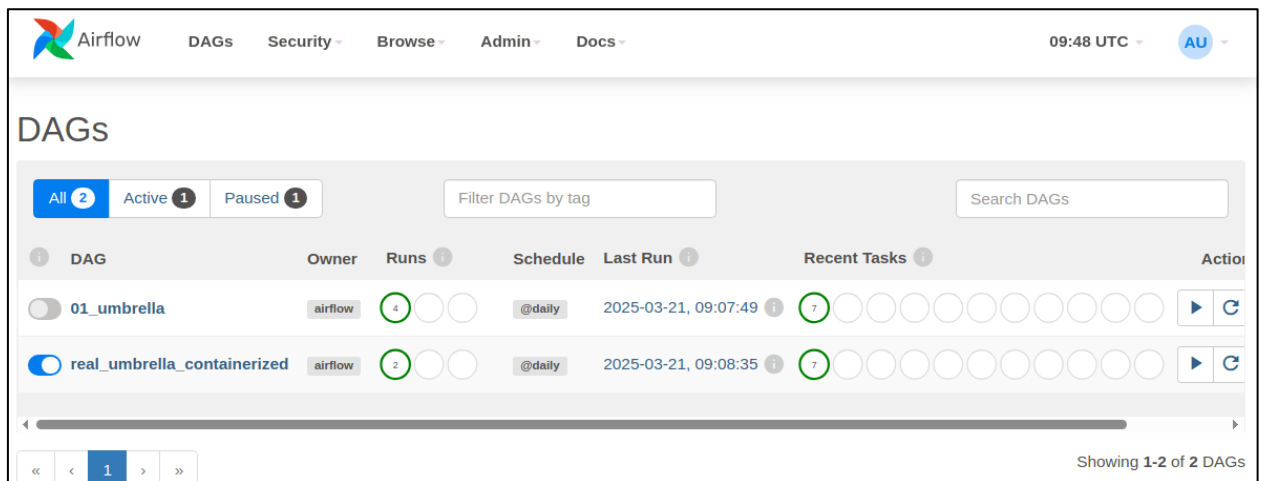 Airflow DAGs Security Browse Admin Docs 09:48 UTC AU
DAGs
All 2 Active 1 Paused 1 Filter DAGs by tag Search DAGs
i DAG Owner Runs i Schedule Last Run i Recent Tasks i Action
01_umbrella airflow 4 @daily 2025-03-21, 09:07:49 i 7
real_umbrella_containerized airflow 2 @daily 2025-03-21, 09:08:35 i 7
« ‹ 1 › » Showing 1-2 of 2 DAGs